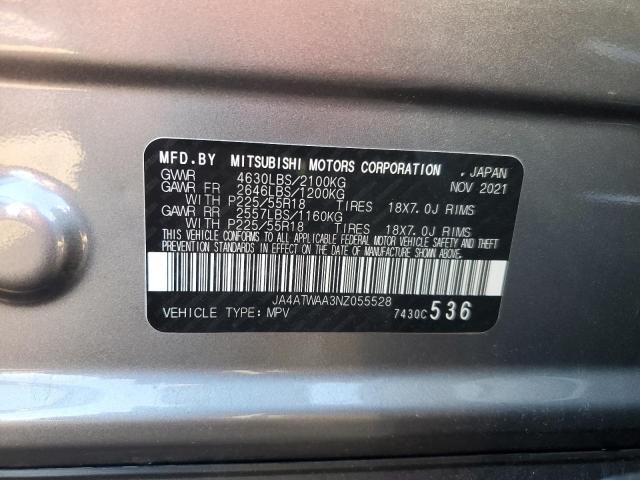 MFD.BY MITSUBISHI MOTORS CORPORATION . JAPAN
GVWR 4630LBS/2100KG NOV 2021
GAWR FR 2646LBS/1200KG
WITH P225/55R18 TIRES 18X7.0J RIMS
GAWR RR 2557LBS/1160KG
WITH P225/55R18 TIRES 18X7.0J RIMS
THIS VEHICLE CONFORMS TO ALL APPLICABLE FEDERAL MOTOR VEHICLE SAFETY AND THEFT
PREVENTION STANDARDS IN EFFECT ON THE DATE OF MANUFACTURE SHOWN ABOVE.
JA4ATWAA3NZ055528
VEHICLE TYPE: MPV 7430C 536